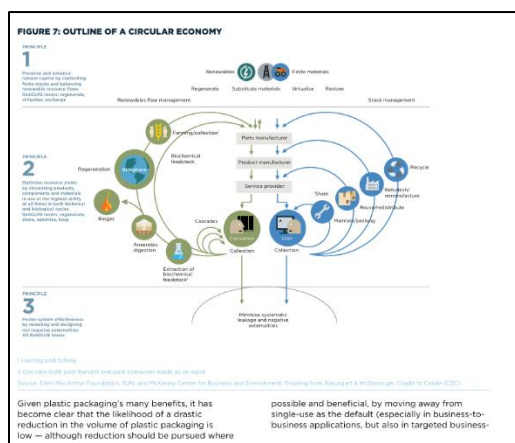 FIGURE 7: OUTLINE OF A CIRCULAR ECONOMY
PRINCIPLE
1
Preserve and enhance
natural capital by controlling
finite stocks and balancing
renewable resource flows
ReSOLVE levers: regenerate,
virtualise, exchange
Renewables
Finite materials
Regenerate
Substitute materials
Virtualise
Restore
Renewables flow management
Stock management
PRINCIPLE
2
Optimise resource yields
by circulating products,
components and materials
in use at the highest utility
at all times in both technical
and biological cycles
ReSOLVE levers: regenerate,
share, optimise, loop
Farming/collection¹
Biochemical
feedstock
Regeneration
Biosphere
Biogas
Anaerobic
digestion
Extraction of
biochemical
feedstock²
Cascades
Parts manufacturer
Product manufacturer
Service provider
Consumer
User
Collection
Collection
Share
Maintain/prolong
Reuse/redistribute
Refurbish/
remanufacture
Recycle
PRINCIPLE
3
Foster system effectiveness
by revealing and designing
out negative externalities
All ReSOLVE levers
Minimise systematic
leakage and negative
externalities
1 Hunting and fishing
2 Can take both post-harvest and post-consumer waste as an input
Source: Ellen MacArthur Foundation, SUN, and McKinsey Center for Business and Environment; Drawing from Braungart & McDonough, Cradle to Cradle (C2C).
Given plastic packaging's many benefits, it has
become clear that the likelihood of a drastic
reduction in the volume of plastic packaging is
low — although reduction should be pursued where
possible and beneficial, by moving away from
single-use as the default (especially in business-to-
business applications, but also in targeted business-